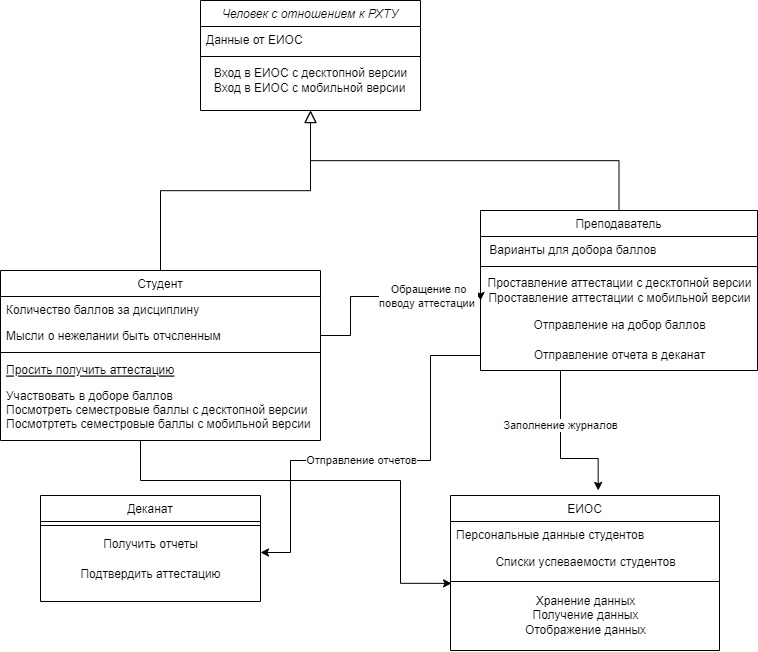 Человек с отношением к РХТУ
Данные от ЕИОС
Вход в ЕИОС с десктопной версии
Вход в ЕИОС с мобильной версии
Преподаватель
Варианты для добора баллов
Проставление аттестации с десктопной версии
Проставление аттестации с мобильной версии
Отправление на добор баллов
Отправление отчета в деканат
Студент
Количество баллов за дисциплину
Мысли о нежелании быть отчсленным
Просить получить аттестацию
Участвовать в доборе баллов
Посмотреть семестровые баллы с десктопной версии
Посмотртеть семестровые баллы с мобильной версии
Обращение по
поводу аттестации
Заполнение журналов
Отправление отчетов
Деканат
Получить отчеты
Подтвердить аттестацию
ЕИОС
Персональные данные студентов
Списки успеваемости студентов
Хранение данных
Получение данных
Отображение данных